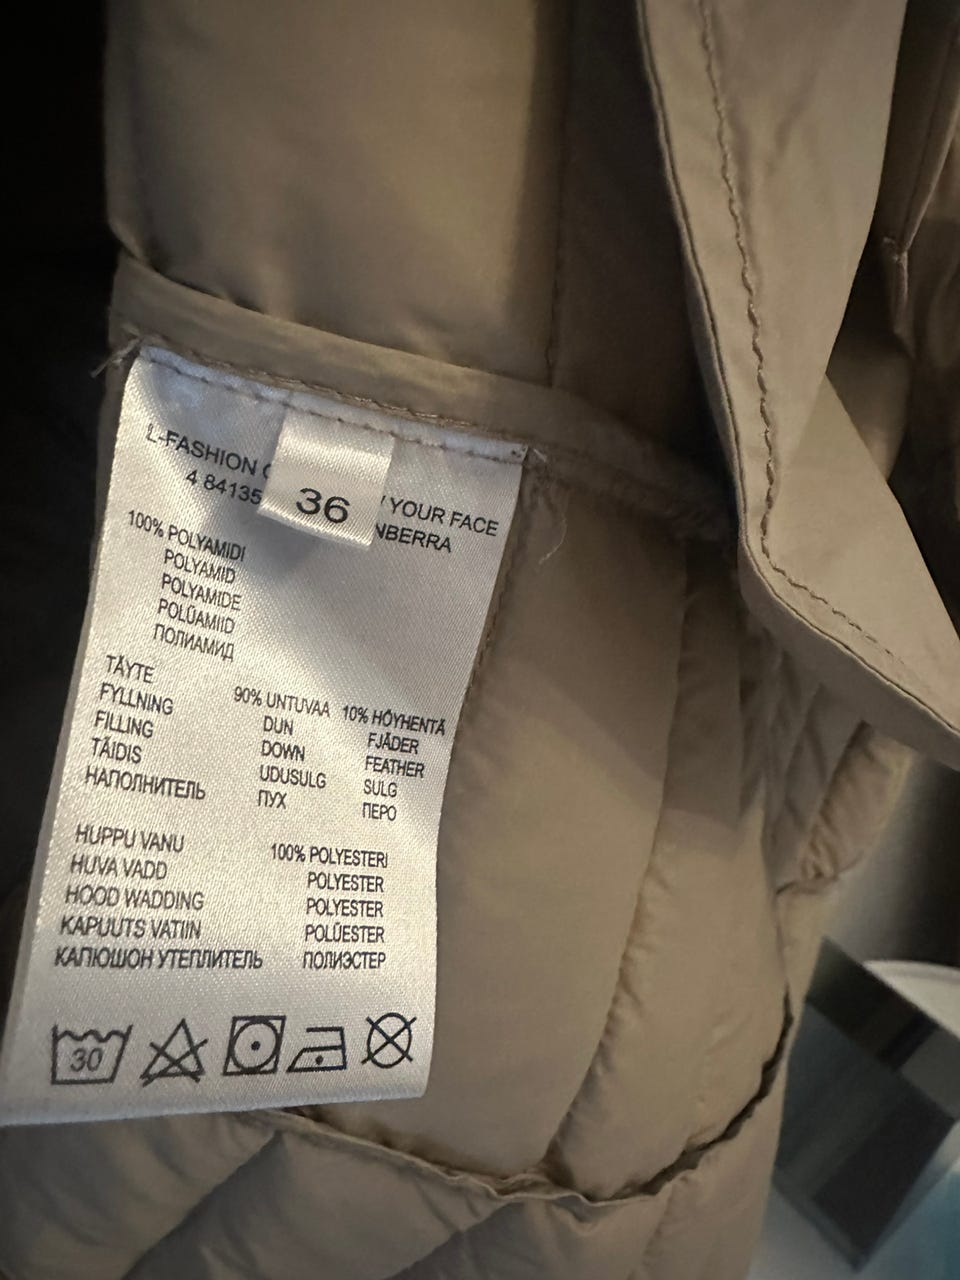 L-FASHION
4 84135
36
YOUR FACE
NBERRA
100% POLYAMIDI
POLYAMID
POLYAMIDE
POLÜAMIID
ПОЛИАМИД
TÄYTE 90% UNTUVAA 10% HÖYHENTÄ
FYLLNING DUN FJÄDER
FILLING DOWN FEATHER
TÄIDIS UDUSULG SULG
НАПОЛНИТЕЛЬ ПУХ ПЕРО
HUPPU VANU 100% POLYESTERI
HUVA VADD POLYESTER
HOOD WADDING POLYESTER
KAPUUTS VATIIN POLÜESTER
КАПЮШОН УТЕПЛИТЕЛЬ ПОЛИЭСТЕР
30